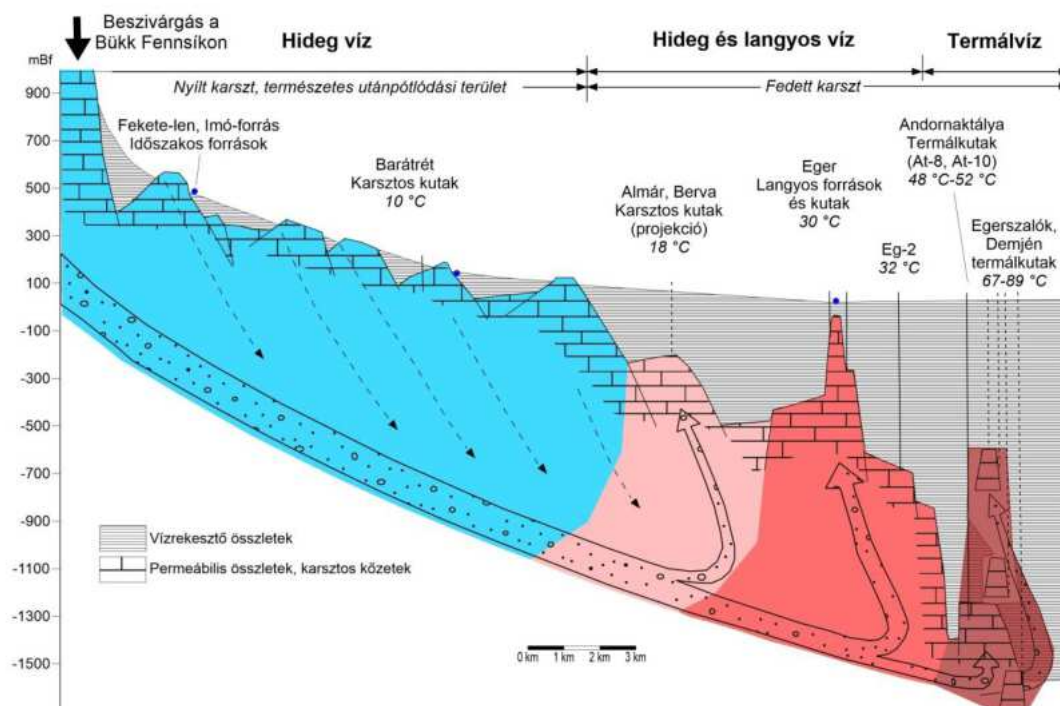 Beszivárgás a
Bükk Fennsíkon
Hideg víz
Hideg és langyos víz
Termálvíz
mBf
Nyílt karszt, természetes utánpótlódási terület
Fedett karszt
900
700
500
300
100
-100
-300
-500
-700
-900
-1100
-1300
-1500
Fekete-len, Imó-forrás
Időszakos források
Barátrét
Karsztos kutak
10 °C
Almár, Berva
Karsztos kutak
(projekció)
18 °C
Eger
Langyos források
és kutak
30 °C
Eg-2
32 °C
Andornaktálya
Termálkutak
(At-8, At-10)
48 °C-52 °C
Egerszalók,
Demjén
termálkutak
67-89 °C
Vízrekesztő összletek
Permeábilis összletek, karsztos kőzetek
0 km 1 km 2 km 3 km